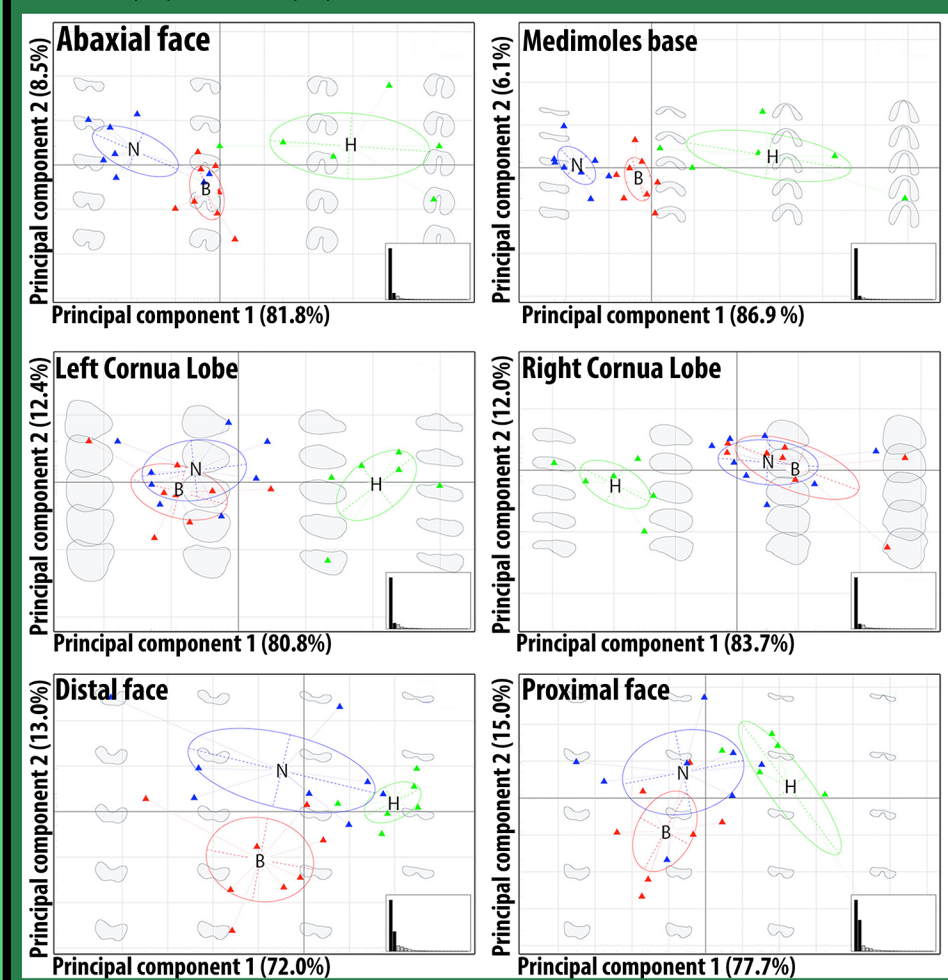 Abaxial face
Principal component 2 (8.5%)
N
B
H
Principal component 1 (81.8%)
Medimoles base
Principal component 2 (6.1%)
N
B
H
Principal component 1 (86.9 %)
Left Cornua Lobe
Principal component 2 (12.4%)
N
B
H
Principal component 1 (80.8%)
Right Cornua Lobe
Principal component 2 (12.0%)
N
B
H
Principal component 1 (83.7%)
Distal face
Principal component 2 (13.0%)
N
H
B
Principal component 1 (72.0%)
Proximal face
Principal component 2 (15.0%)
N
H
B
Principal component 1 (77.7%)